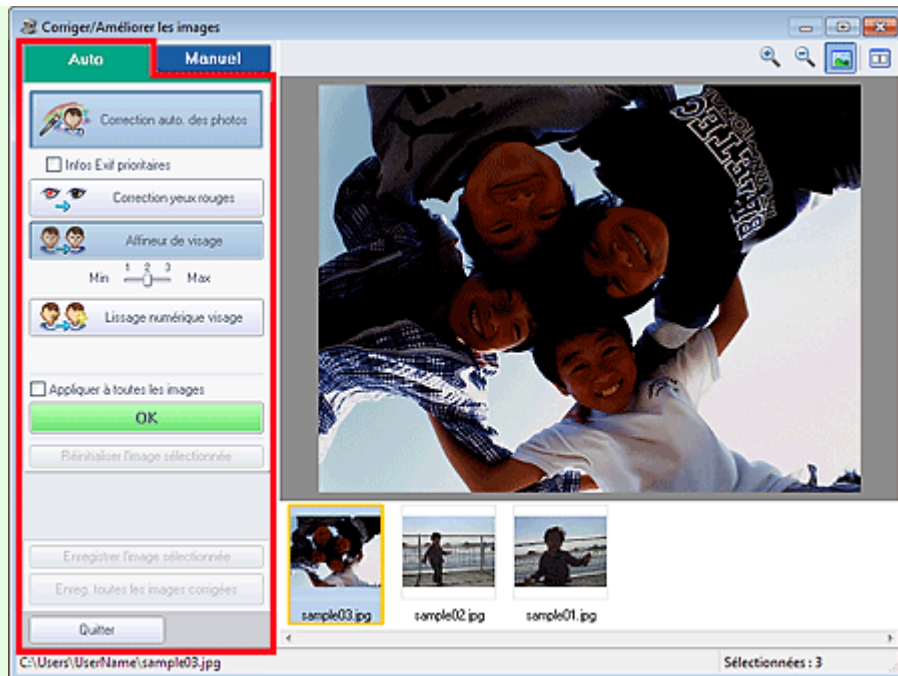 Corriger/Améliorer les images
Auto
Manuel
Correction auto. des photos
Infos Exif prioritaires
Correction yeux rouges
Affineur de visage
1 2 3
Min
Max
Lissage numérique visage
Appliquer à toutes les images
OK
Réinitialiser l'image sélectionnée
Enregistrer l'image sélectionnée
Enreg. toutes les images corrigées
Quitter
sample03.jpg
sample02.jpg
sample01.jpg
C:\Users\UserName\sample03.jpg
Sélectionnées : 3